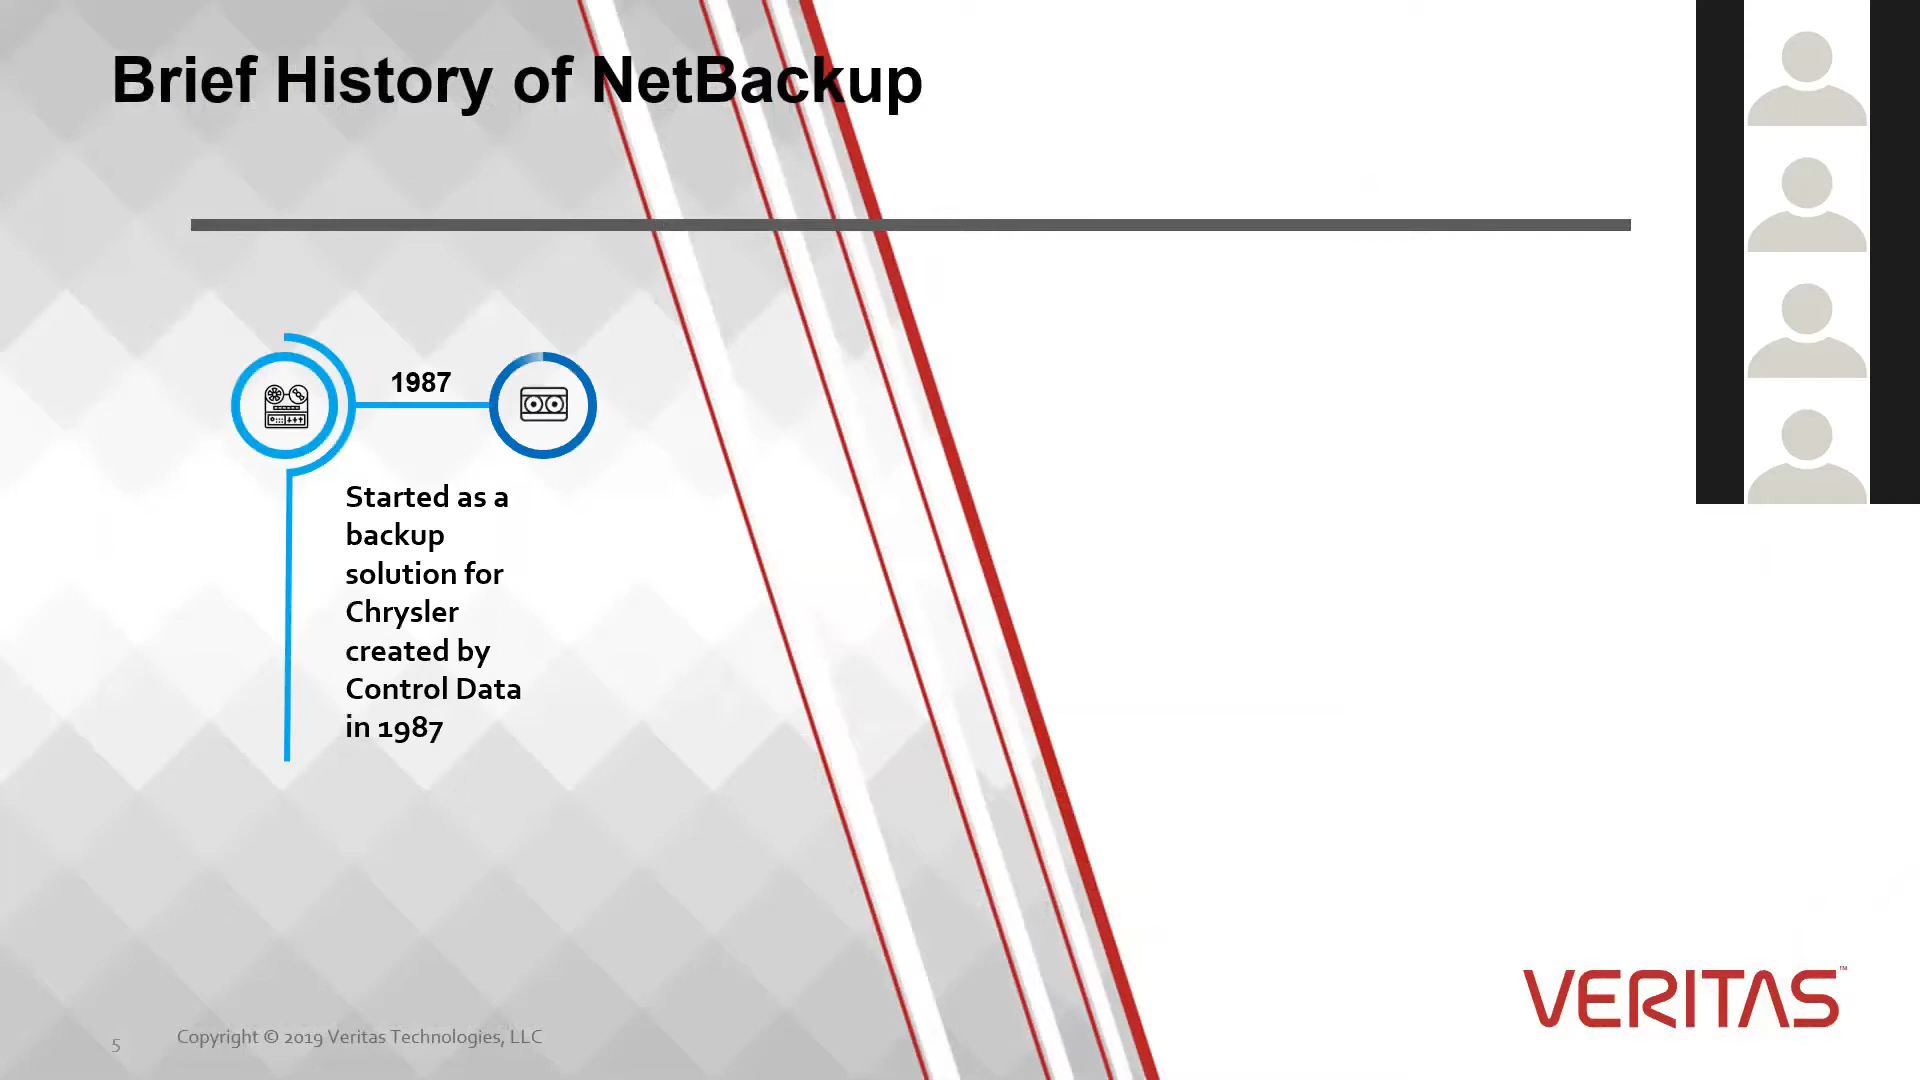 Brief History of NetBackup
1987
Started as a
backup
solution for
Chrysler
created by
Control Data
in 1987
VERITAS™
5
Copyright © 2019 Veritas Technologies, LLC